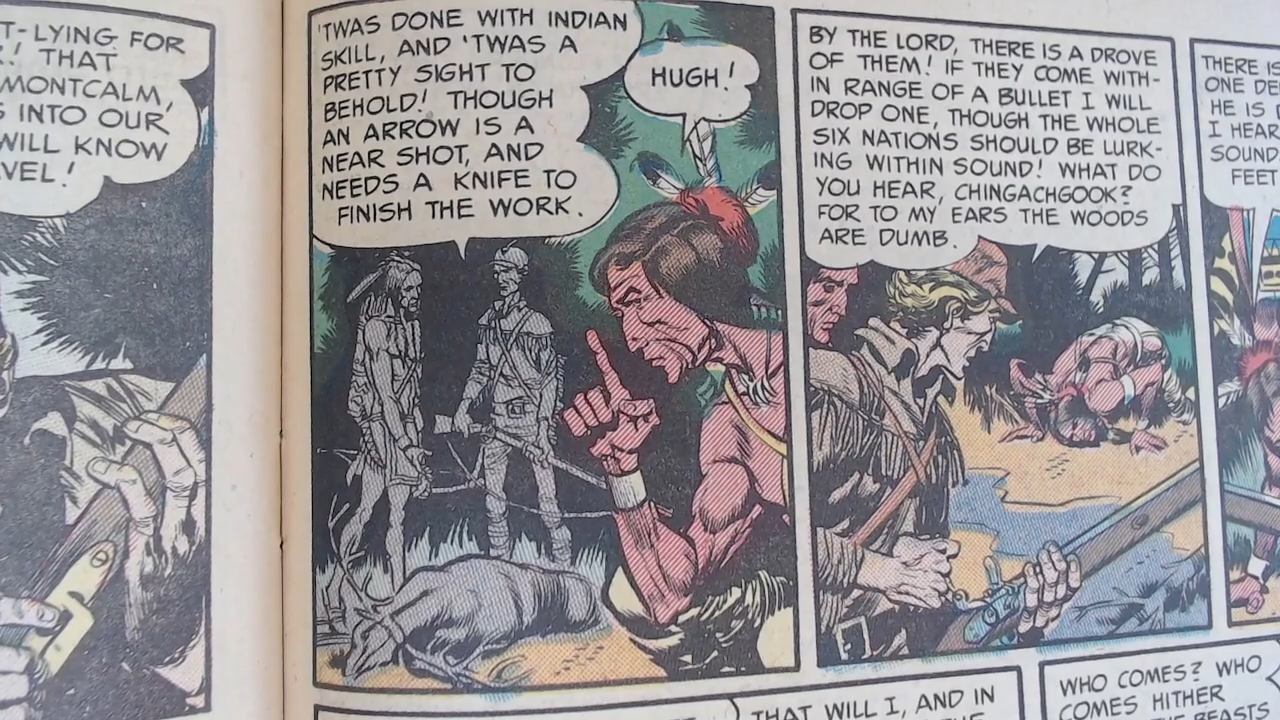 T-LYING FOR
! THAT
MONTCALM,
INTO OUR
WILL KNOW
VEL!
'TWAS DONE WITH INDIAN
SKILL, AND 'TWAS A
PRETTY SIGHT TO
BEHOLD! THOUGH
AN ARROW IS A
NEAR SHOT, AND
NEEDS A KNIFE TO
FINISH THE WORK.
HUGH!
BY THE LORD, THERE IS A DROVE
OF THEM! IF THEY COME WITH-
IN RANGE OF A BULLET I WILL
DROP ONE, THOUGH THE WHOLE
SIX NATIONS SHOULD BE LURK-
ING WITHIN SOUND! WHAT DO
YOU HEAR, CHINGACHGOOK?
FOR TO MY EARS THE WOODS
ARE DUMB.
THERE IS
ONE DE
HE IS
I HEAR
SOUND
FEET
THAT WILL I, AND IN
WHO COMES? WHO
COMES HITHER
BEASTS